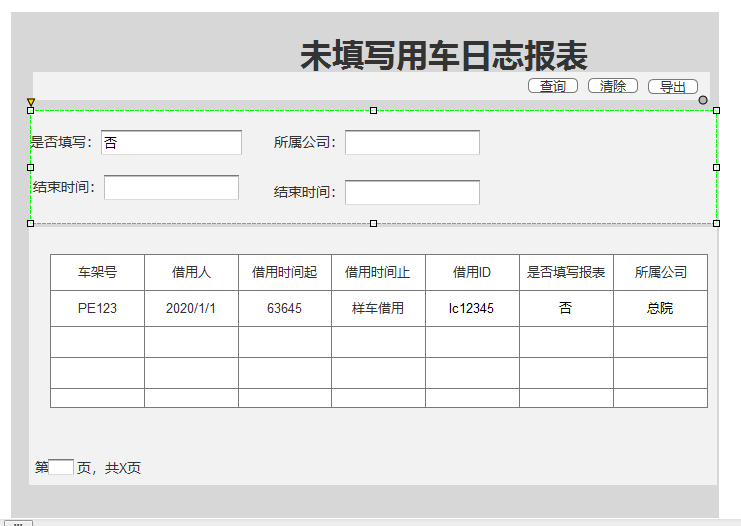 未填写用车日志报表
查询 清除 导出
是否填写： 否 所属公司：
结束时间： 结束时间：
车架号 借用人 借用时间起 借用时间止 借用ID 是否填写报表 所属公司
PE123 2020/1/1 63645 样车借用 lc12345 否 总院
第 页，共X页